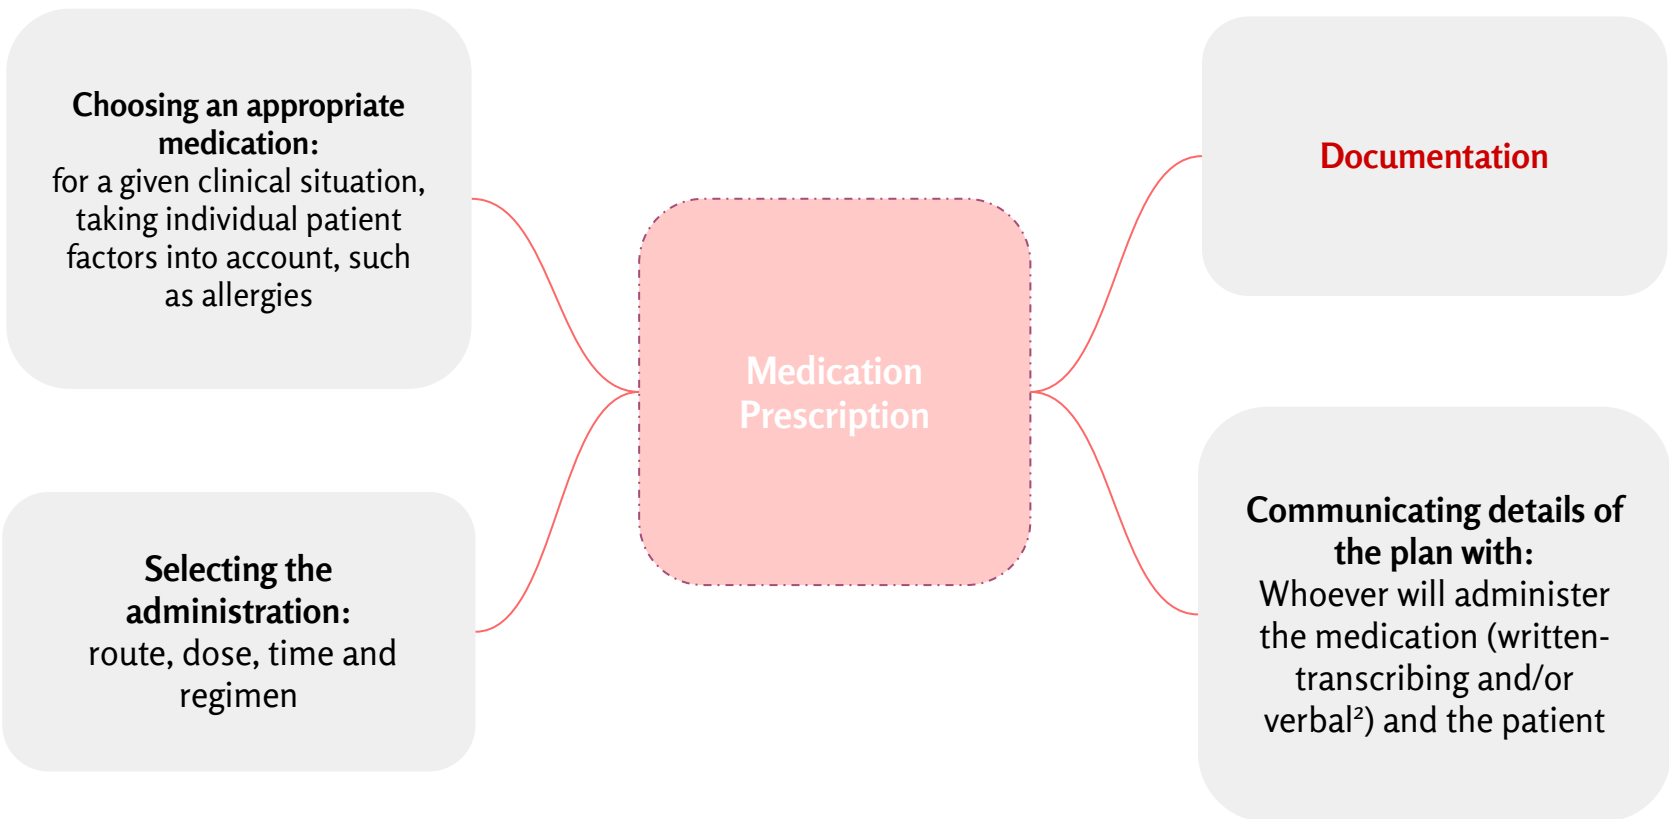 Choosing an appropriate
medication:
for a given clinical situation,
taking individual patient
factors into account, such
as allergies
Selecting the
administration:
route, dose, time and
regimen
Medication
Prescription
Documentation
Communicating details of
the plan with:
Whoever will administer
the medication (written-
transcribing and/or
verbal²) and the patient